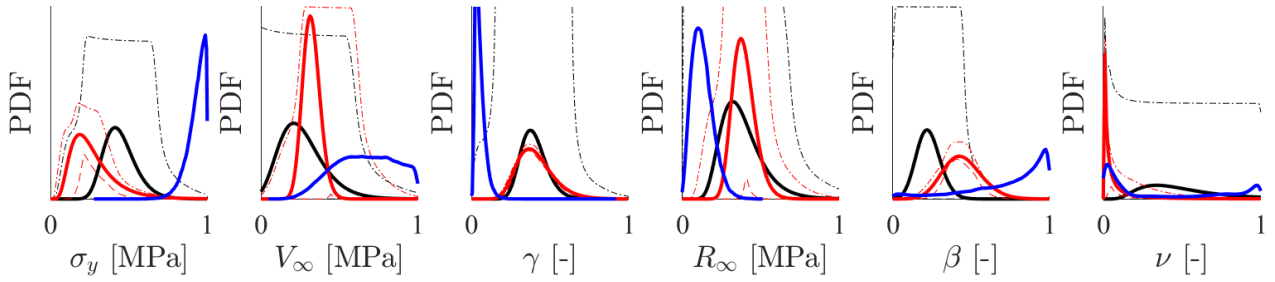 PDF PDF PDF PDF PDF PDF
0 1 0 1 0 1 0 1 0 1 0 1
σ_y [MPa] V_∞ [MPa] γ [-] R_∞ [MPa] β [-] ν [-]